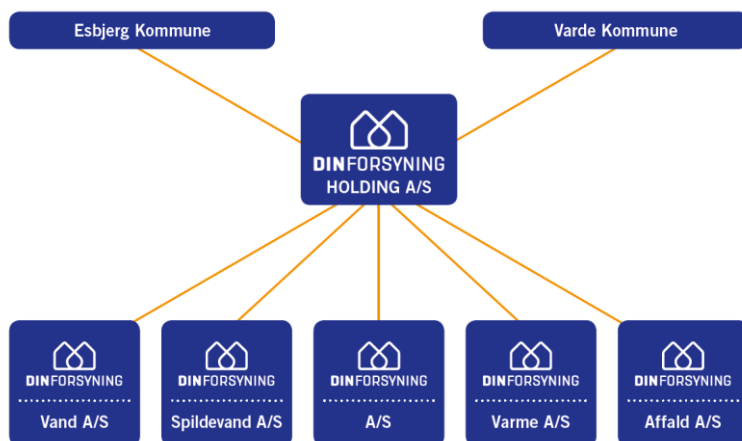 Esbjerg Kommune
Varde Kommune
DINFORSYNING
HOLDING A/S
DINFORSYNING
Vand A/S
DINFORSYNING
Spildevand A/S
DINFORSYNING
A/S
DINFORSYNING
Varme A/S
DINFORSYNING
Affald A/S